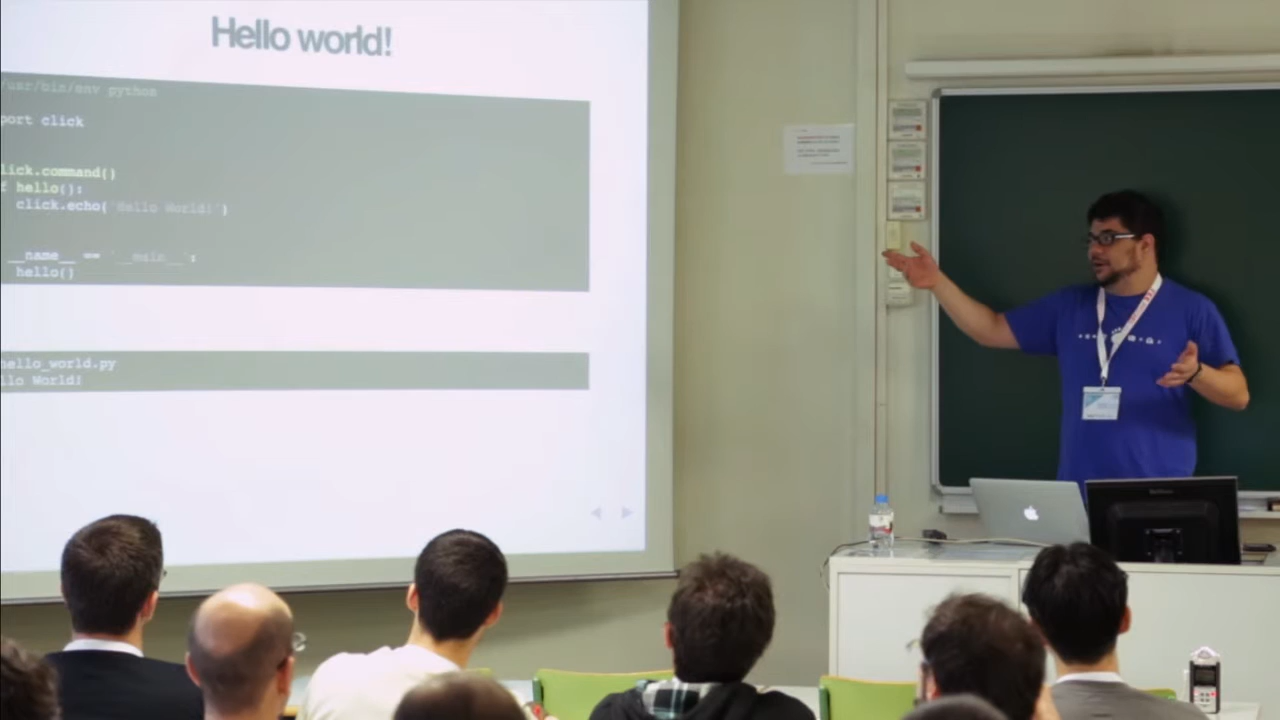 Hello world!
/usr/bin/env python
port click
lick.command()
f hello():
click.echo('Hello World!')
__name__ == '__main__':
hello()
hello_world.py
llo World!